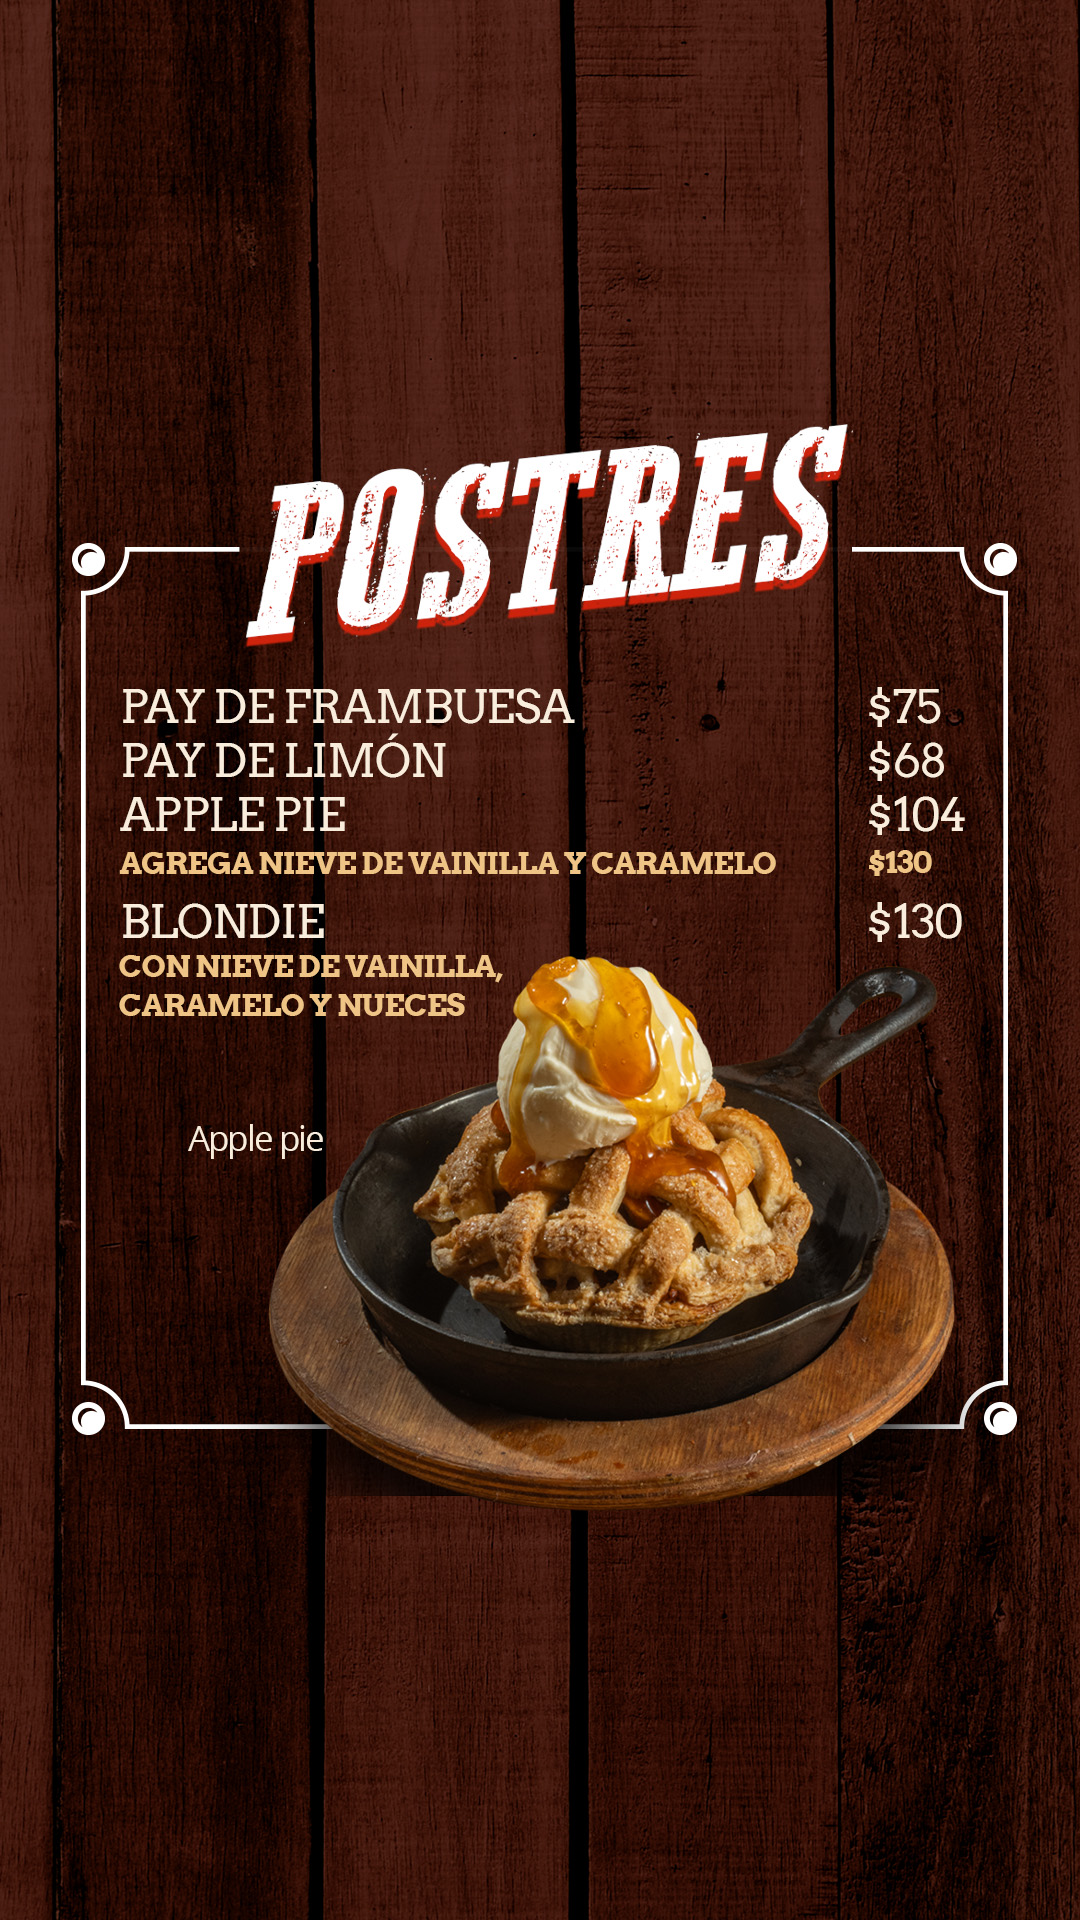 POSTRES
PAY DE FRAMBUESA $75
PAY DE LIMÓN $68
APPLE PIE $104
AGREGA NIEVE DE VAINILLA Y CARAMELO $130
BLONDIE $130
CON NIEVE DE VAINILLA,
CARAMELO Y NUECES
Apple pie